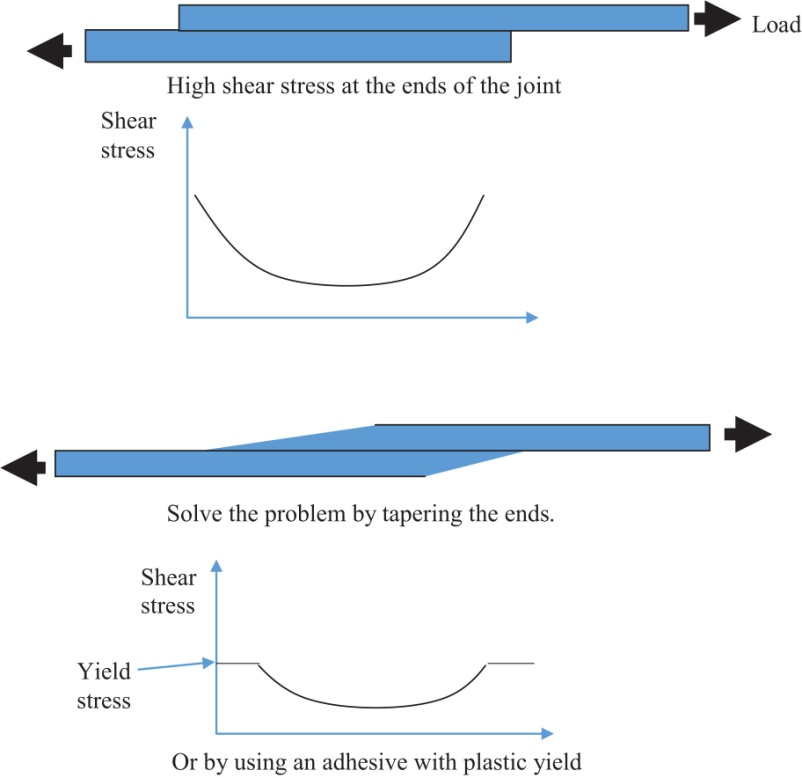 Load
High shear stress at the ends of the joint
Shear
stress
Solve the problem by tapering the ends.
Shear
stress
Yield
stress
Or by using an adhesive with plastic yield